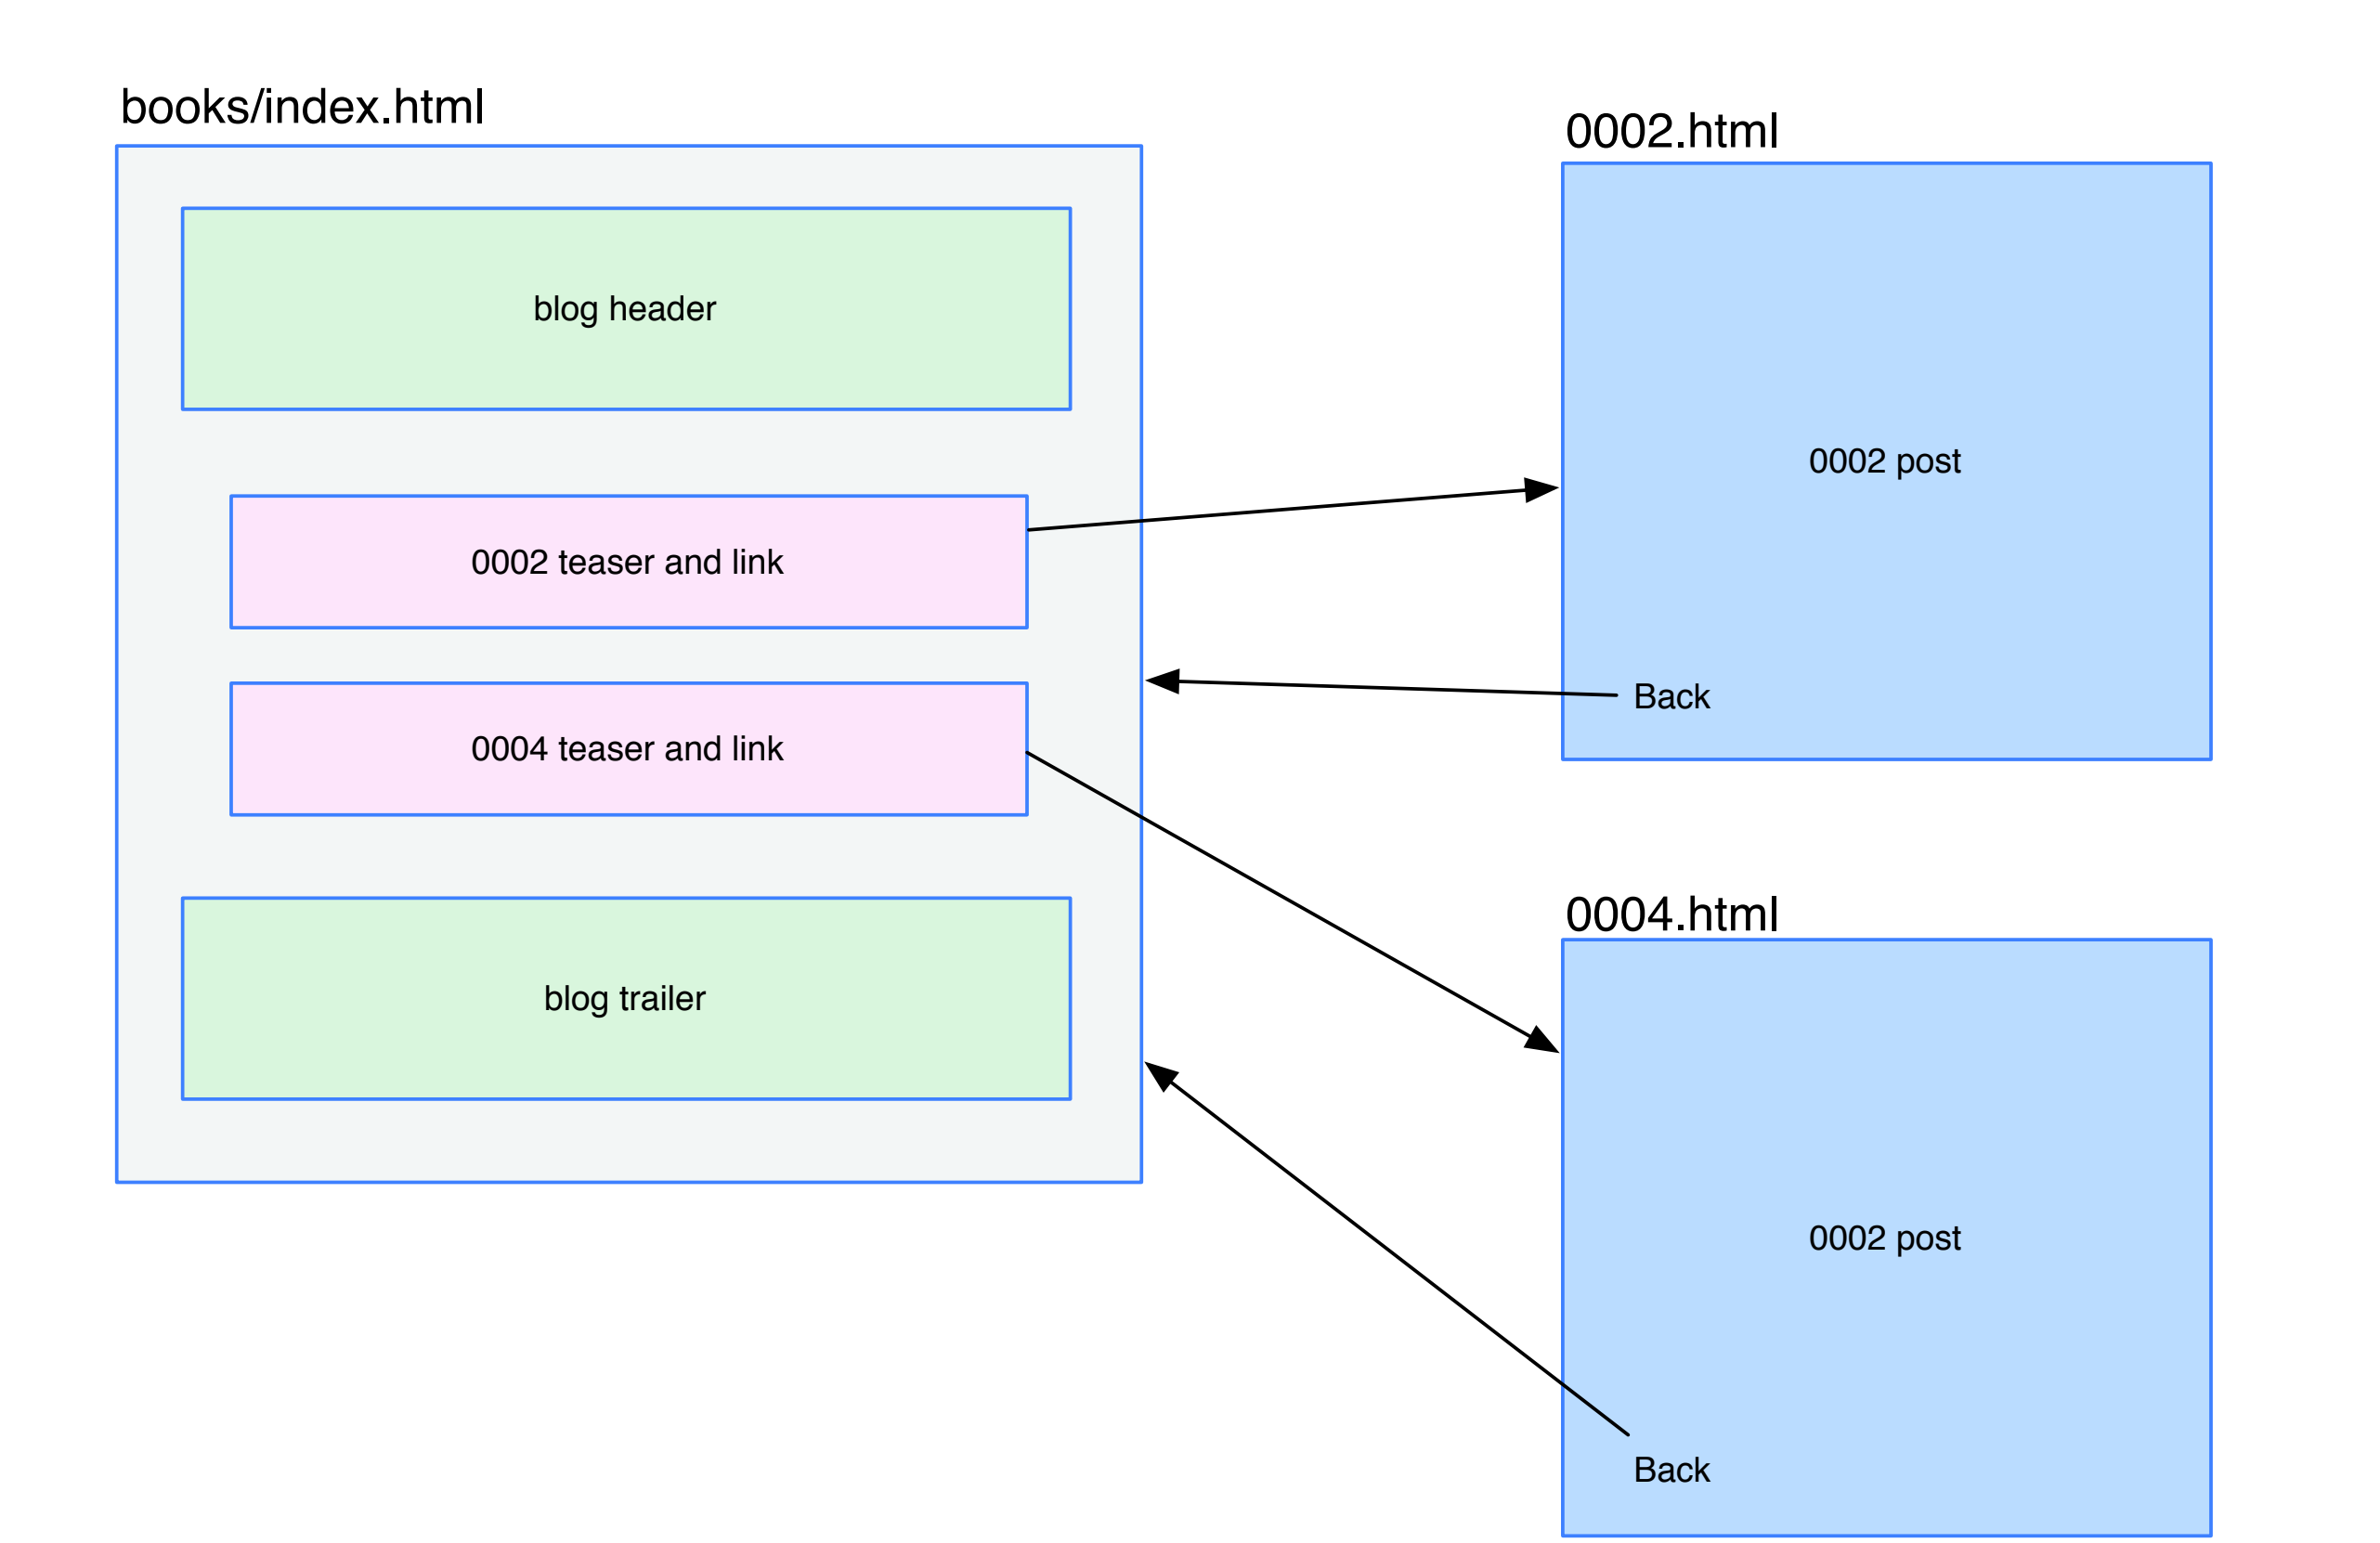 books/index.html
blog header
0002 teaser and link
0004 teaser and link
blog trailer
0002.html
0002 post
Back
0004.html
0002 post
Back